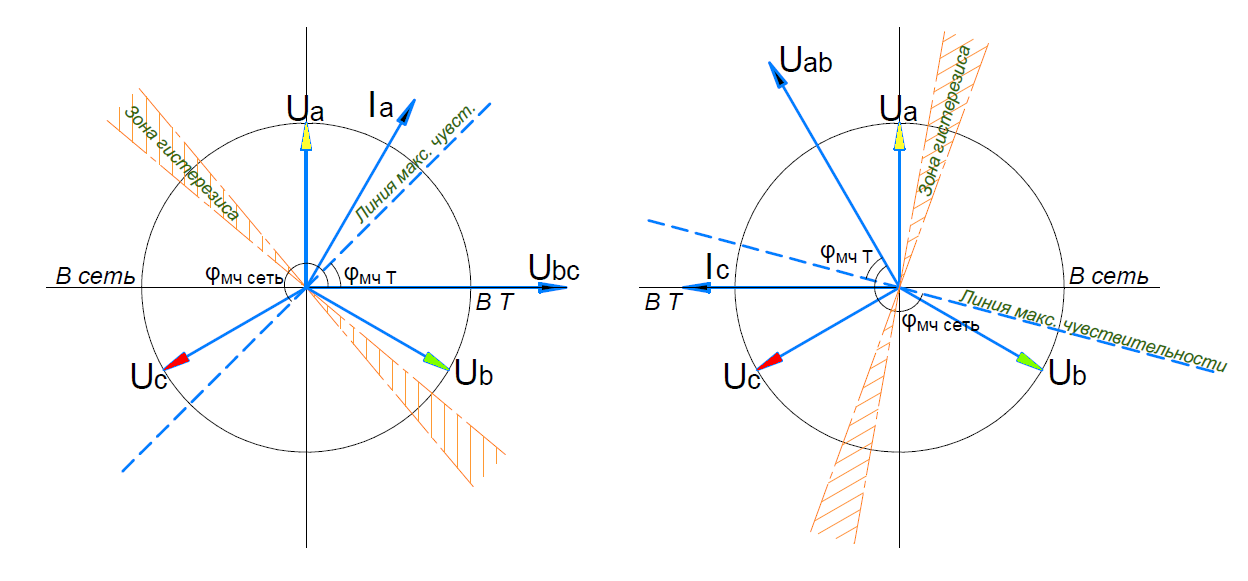 Зона гистерезиса
Ua
Ia
Линия макс. чувст.
В сеть
φмч сеть
φмч Т
Ubc
В Т
Uc
Ub
Uab
Ua
Зона гистерезиса
φмч Т
Ic
В Т
В сеть
Линия макс. чувствительности
φмч сеть
Uc
Ub